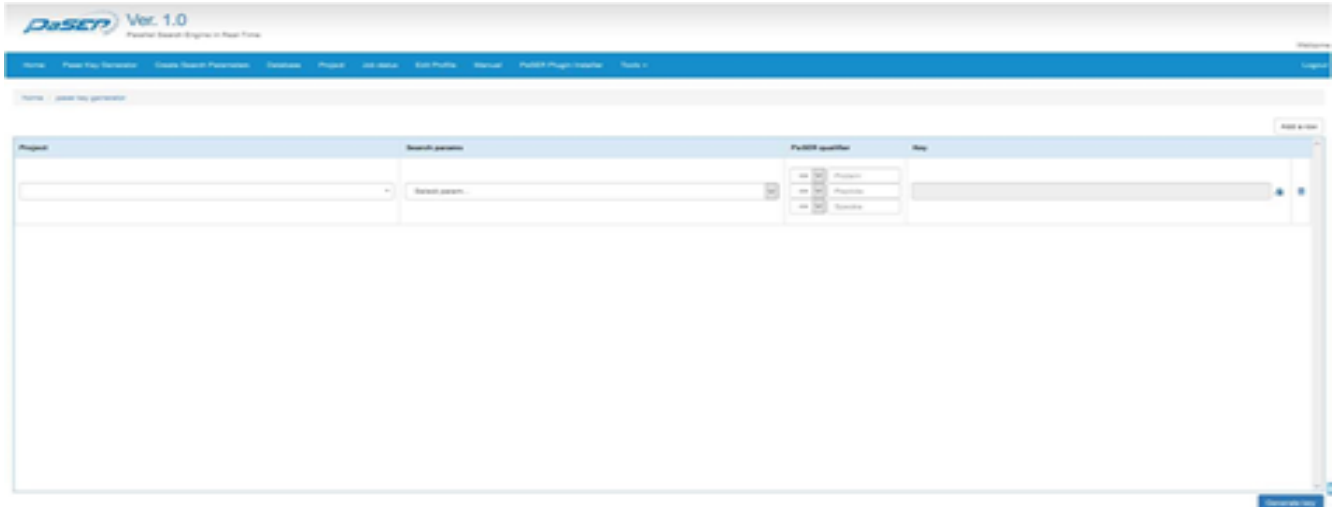 PaSER Ver. 1.0
Parallel Search Engine in Real-Time
Welcome
Home Paser Key Generator Create Search Parameters Database Project Job status Edit Profile Manual PaSER Plugin Installer Tools Logout
home / paser key generator
Add a row
Project Search params PaSER qualifier Key
Protein
Select param... Peptide
Spectra
Generate key